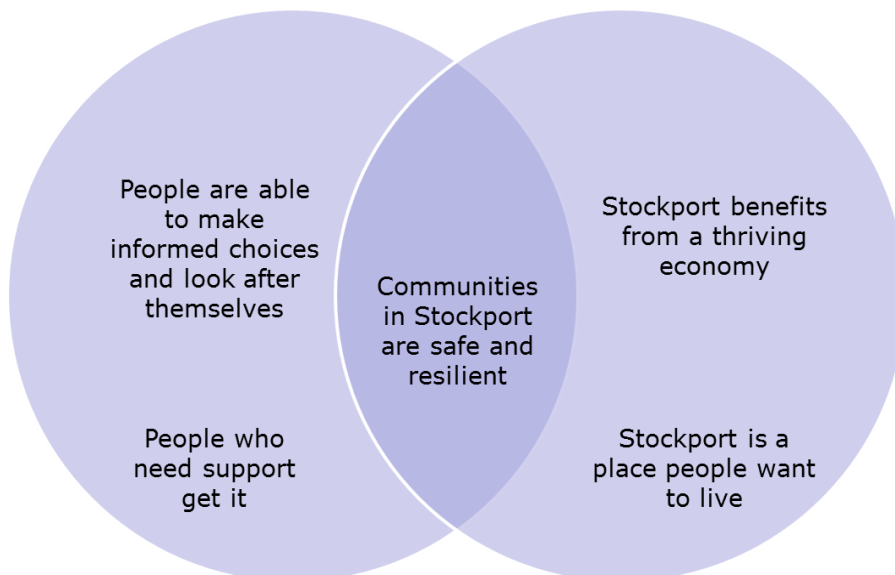 People are able
to make
informed choices
and look after
themselves
People who
need support
get it
Communities
in Stockport
are safe and
resilient
Stockport benefits
from a thriving
economy
Stockport is a
place people want
to live